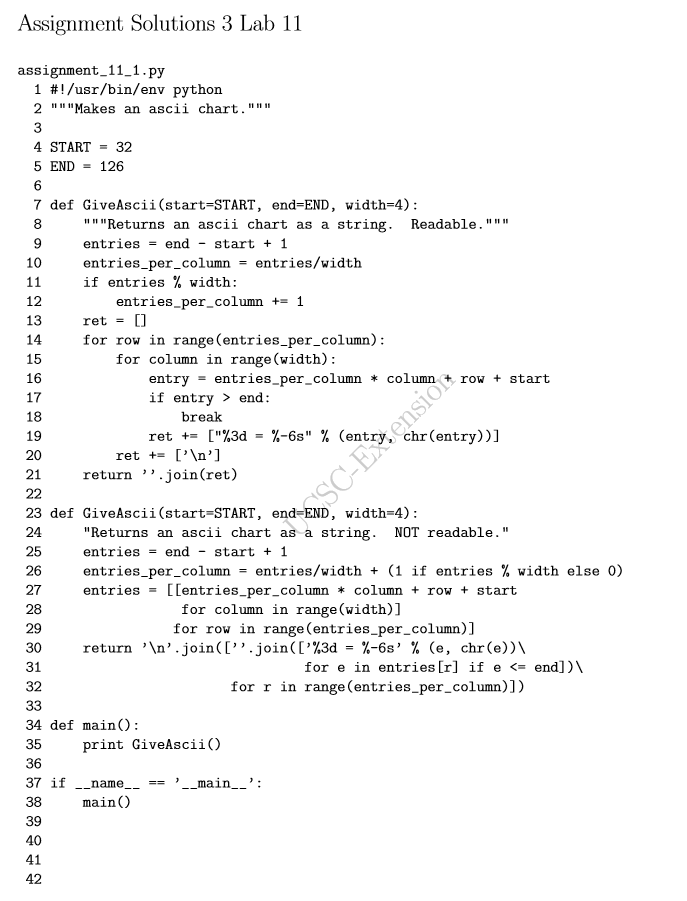 Assignment Solutions 3 Lab 11
assignment_11_1.py
1 #!/usr/bin/env python
2 """Makes an ascii chart."""
3
4 START = 32
5 END = 126
6
7 def GiveAscii(start=START, end=END, width=4):
8     """Returns an ascii chart as a string.  Readable."""
9     entries = end - start + 1
10     entries_per_column = entries/width
11     if entries % width:
12         entries_per_column += 1
13     ret = []
14     for row in range(entries_per_column):
15         for column in range(width):
16             entry = entries_per_column * column + row + start
17             if entry > end:
18                 break
19             ret += ["%3d = %-6s" % (entry, chr(entry))]
20         ret += ['\n']
21     return ''.join(ret)
22
23 def GiveAscii(start=START, end=END, width=4):
24     "Returns an ascii chart as a string.  NOT readable."
25     entries = end - start + 1
26     entries_per_column = entries/width + (1 if entries % width else 0)
27     entries = [[entries_per_column * column + row + start
28                 for column in range(width)]
29                for row in range(entries_per_column)]
30     return '\n'.join([''.join(['%3d = %-6s' % (e, chr(e))\
31                                for e in entries[r] if e <= end])\
32                       for r in range(entries_per_column)])
33
34 def main():
35     print GiveAscii()
36
37 if __name__ == '__main__':
38     main()
39
40
41
42
UCSC-Extension